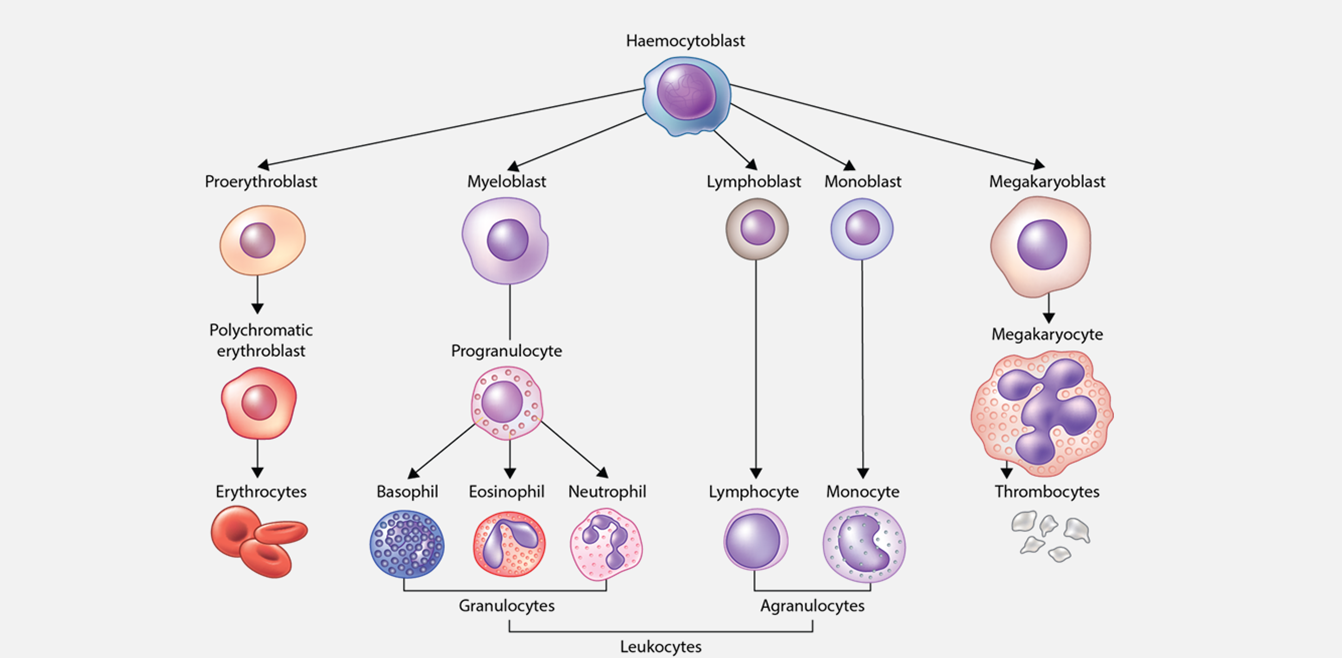 Haemocytoblast
Proerythroblast
Myeloblast
Lymphoblast
Monoblast
Megakaryoblast
Polychromatic
erythroblast
Progranulocyte
Megakaryocyte
Erythrocytes
Basophil
Eosinophil
Neutrophil
Lymphocyte
Monocyte
Thrombocytes
Granulocytes
Agranulocytes
Leukocytes